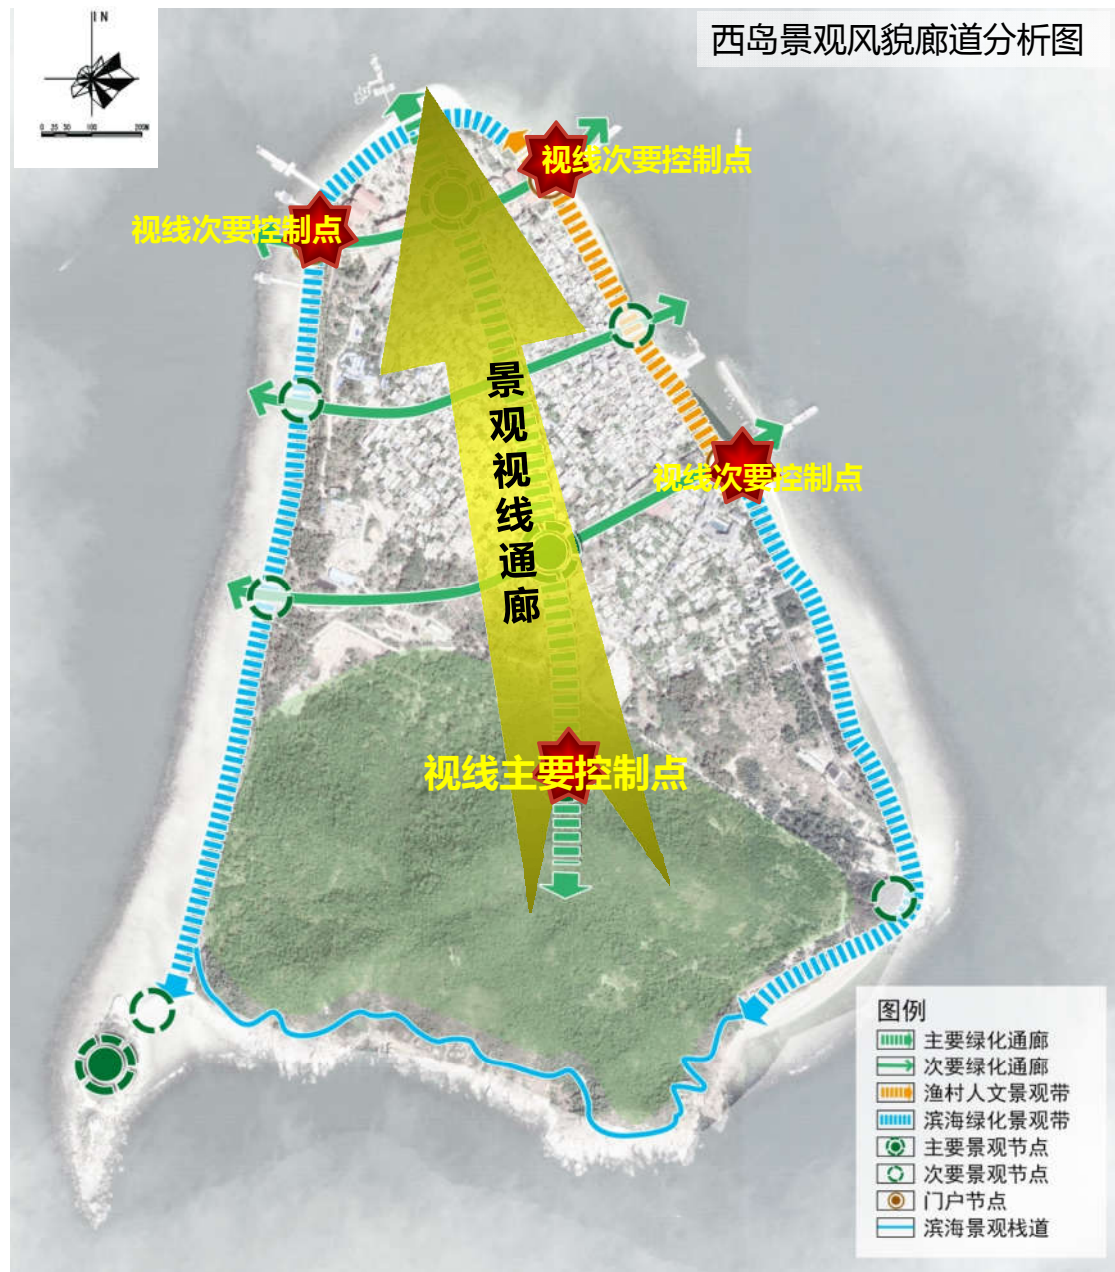 N
0 25 50 100 200M
西岛景观风貌廊道分析图
视线次要控制点
视线次要控制点
景观视线通廊
视线次要控制点
视线主要控制点
图例
主要绿化通廊
次要绿化通廊
渔村人文景观带
滨海绿化景观带
主要景观节点
次要景观节点
门户节点
滨海景观栈道